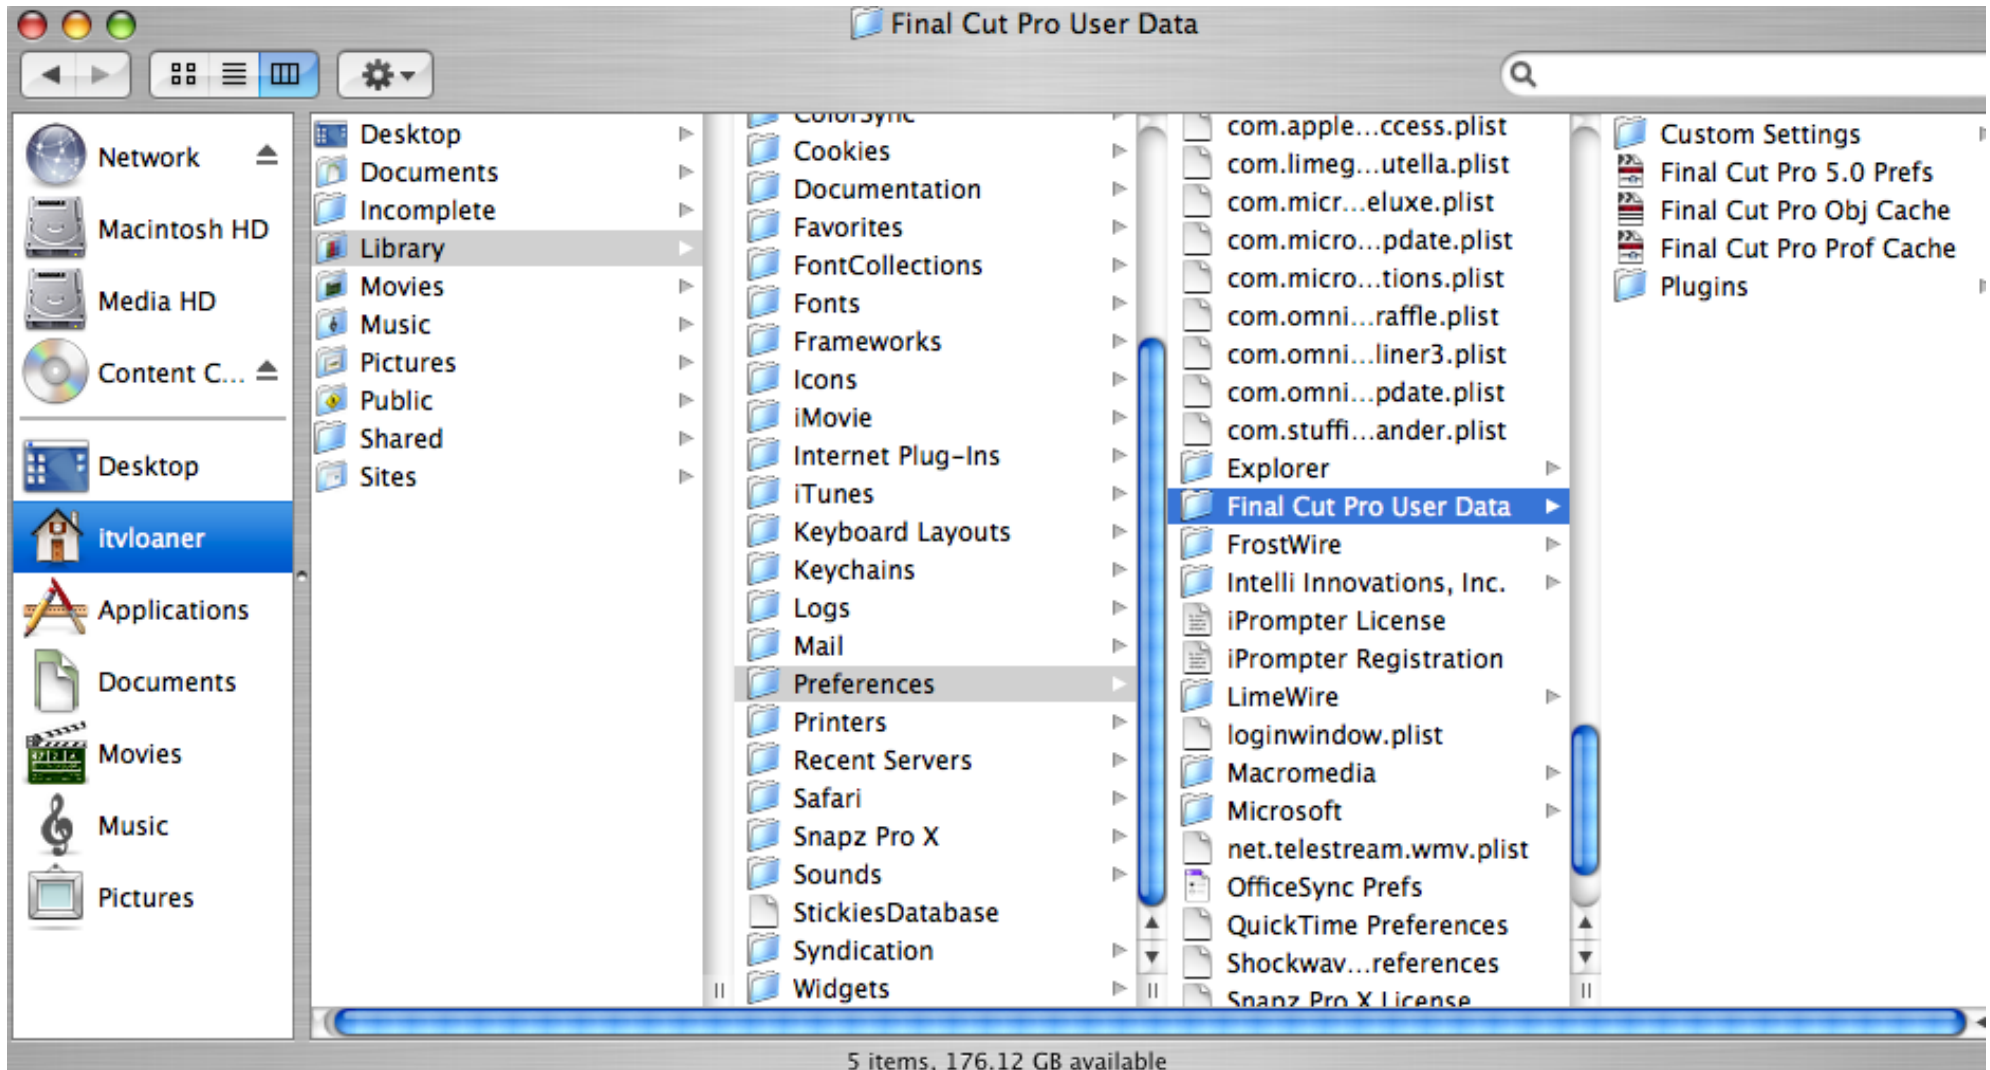 Final Cut Pro User Data
Network
Macintosh HD
Media HD
Content C...
Desktop
itvloaner
Applications
Documents
Movies
Music
Pictures
Desktop
Documents
Incomplete
Library
Movies
Music
Pictures
Public
Shared
Sites
ColorSync
Cookies
Documentation
Favorites
FontCollections
Fonts
Frameworks
Icons
iMovie
Internet Plug-Ins
iTunes
Keyboard Layouts
Keychains
Logs
Mail
Preferences
Printers
Recent Servers
Safari
Snapz Pro X
Sounds
StickiesDatabase
Syndication
Widgets
com.apple...ccess.plist
com.limeg...utella.plist
com.micr...eluxe.plist
com.micro...pdate.plist
com.micro...tions.plist
com.omni...raffle.plist
com.omni...liner3.plist
com.omni...pdate.plist
com.stuffi...ander.plist
Explorer
Final Cut Pro User Data
FrostWire
Intelli Innovations, Inc.
iPrompter License
iPrompter Registration
LimeWire
loginwindow.plist
Macromedia
Microsoft
net.telestream.wmv.plist
OfficeSync Prefs
QuickTime Preferences
Shockwav...references
Snapz Pro X License
Custom Settings
Final Cut Pro 5.0 Prefs
Final Cut Pro Obj Cache
Final Cut Pro Prof Cache
Plugins
5 items, 176.12 GB available